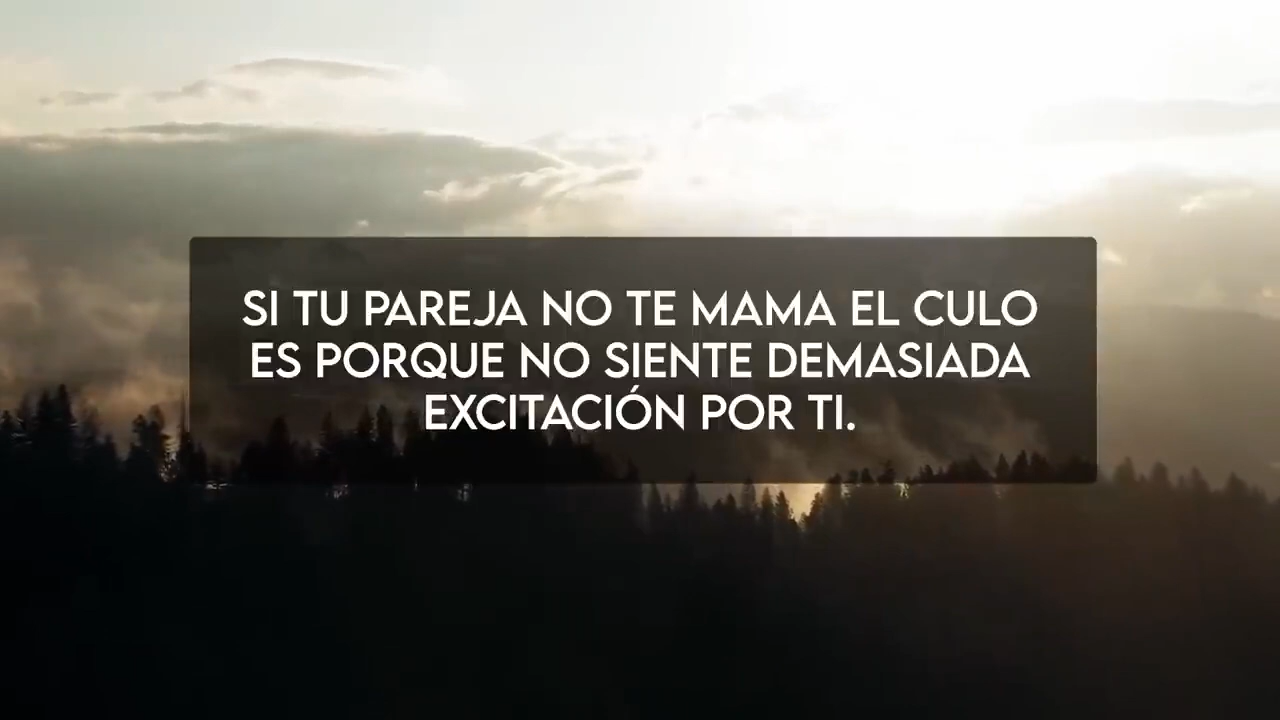 SI TU PAREJA NO TE MAMA EL CULO
ES PORQUE NO SIENTE DEMASIADA
EXCITACIÓN POR TI.